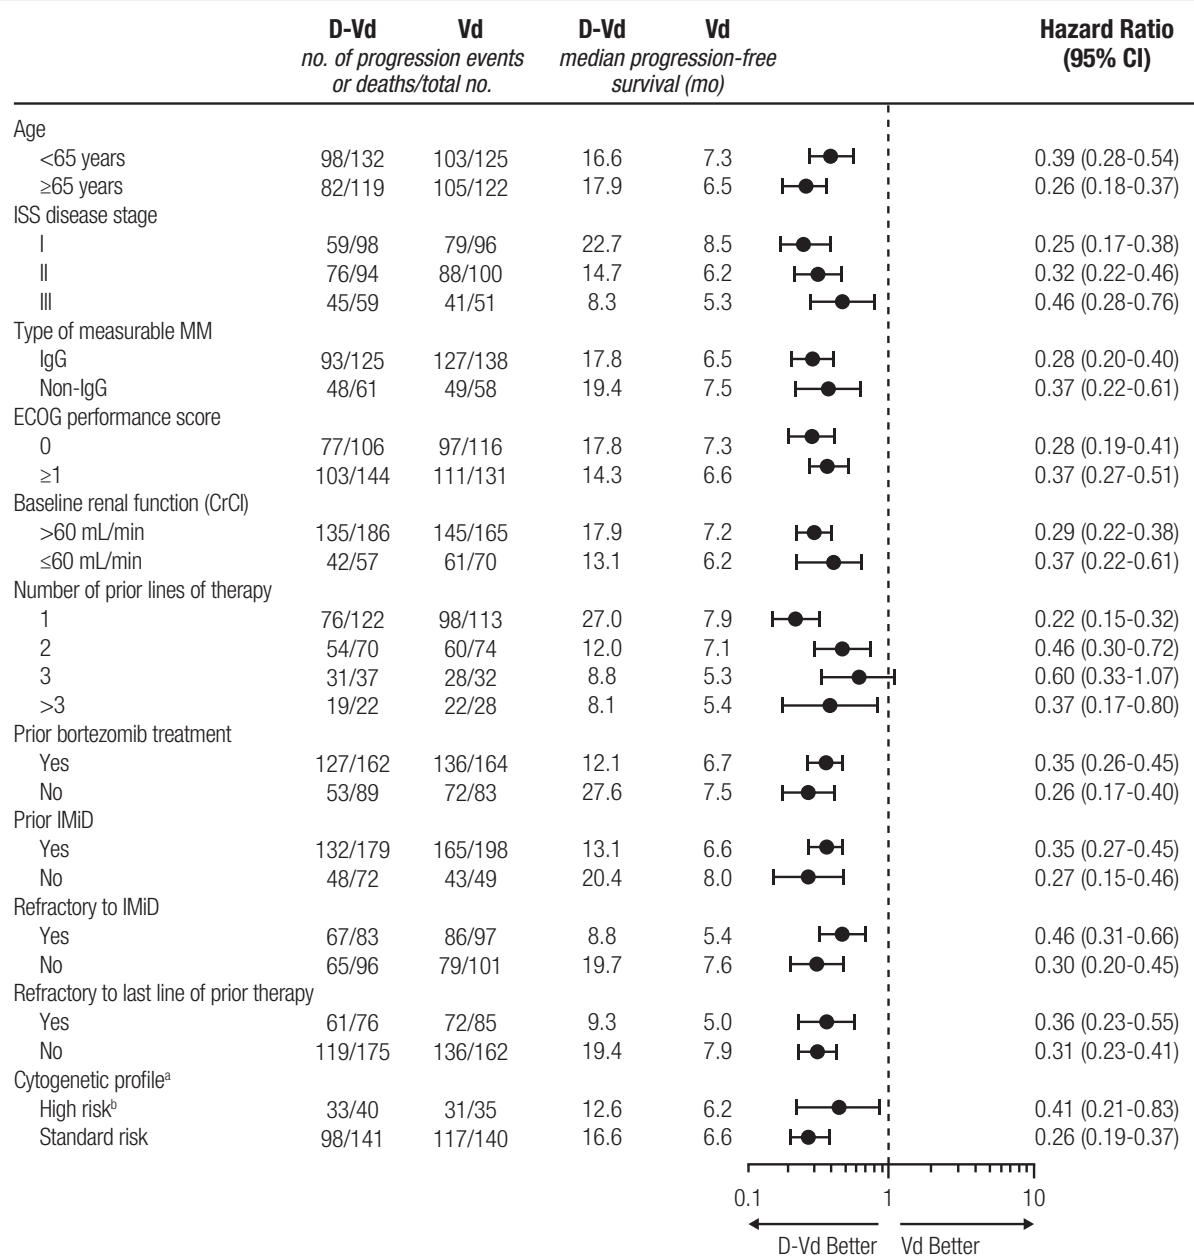 D-Vd Vd D-Vd Vd Hazard Ratio
no. of progression events median progression-free (95% CI)
or deaths/total no. survival (mo)
Age
<65 years 98/132 103/125 16.6 7.3 0.39 (0.28-0.54)
≥65 years 82/119 105/122 17.9 6.5 0.26 (0.18-0.37)
ISS disease stage
I 59/98 79/96 22.7 8.5 0.25 (0.17-0.38)
II 76/94 88/100 14.7 6.2 0.32 (0.22-0.46)
III 45/59 41/51 8.3 5.3 0.46 (0.28-0.76)
Type of measurable MM
IgG 93/125 127/138 17.8 6.5 0.28 (0.20-0.40)
Non-IgG 48/61 49/58 19.4 7.5 0.37 (0.22-0.61)
ECOG performance score
0 77/106 97/116 17.8 7.3 0.28 (0.19-0.41)
≥1 103/144 111/131 14.3 6.6 0.37 (0.27-0.51)
Baseline renal function (CrCl)
>60 mL/min 135/186 145/165 17.9 7.2 0.29 (0.22-0.38)
≤60 mL/min 42/57 61/70 13.1 6.2 0.37 (0.22-0.61)
Number of prior lines of therapy
1 76/122 98/113 27.0 7.9 0.22 (0.15-0.32)
2 54/70 60/74 12.0 7.1 0.46 (0.30-0.72)
3 31/37 28/32 8.8 5.3 0.60 (0.33-1.07)
>3 19/22 22/28 8.1 5.4 0.37 (0.17-0.80)
Prior bortezomib treatment
Yes 127/162 136/164 12.1 6.7 0.35 (0.26-0.45)
No 53/89 72/83 27.6 7.5 0.26 (0.17-0.40)
Prior IMiD
Yes 132/179 165/198 13.1 6.6 0.35 (0.27-0.45)
No 48/72 43/49 20.4 8.0 0.27 (0.15-0.46)
Refractory to IMiD
Yes 67/83 86/97 8.8 5.4 0.46 (0.31-0.66)
No 65/96 79/101 19.7 7.6 0.30 (0.20-0.45)
Refractory to last line of prior therapy
Yes 61/76 72/85 9.3 5.0 0.36 (0.23-0.55)
No 119/175 136/162 19.4 7.9 0.31 (0.23-0.41)
Cytogenetic profileᵃ
High riskᵇ 33/40 31/35 12.6 6.2 0.41 (0.21-0.83)
Standard risk 98/141 117/140 16.6 6.6 0.26 (0.19-0.37)
0.1 1 10
D-Vd Better Vd Better